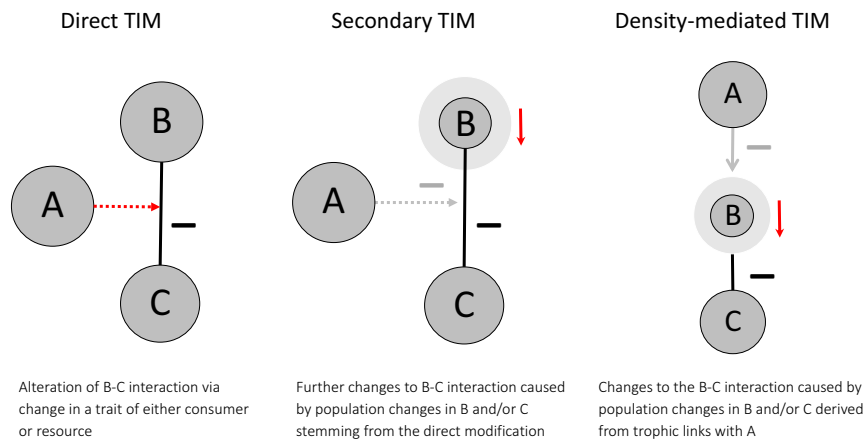 Direct TIM
Secondary TIM
Density-mediated TIM
B
A
C
B
A
C
A
B
C
Alteration of B-C interaction via
change in a trait of either consumer
or resource
Further changes to B-C interaction caused
by population changes in B and/or C
stemming from the direct modification
Changes to the B-C interaction caused by
population changes in B and/or C derived
from trophic links with A